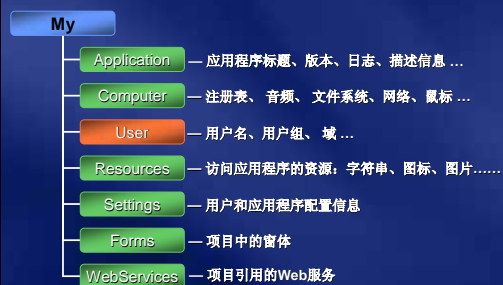 My
Application — 应用程序标题、版本、日志、描述信息 …
Computer — 注册表、 音频、 文件系统、网络、鼠标 …
User — 用户名、用户组、 域 …
Resources — 访问应用程序的资源：字符串、图标、图片……
Settings — 用户和应用程序配置信息
Forms — 项目中的窗体
WebServices — 项目引用的Web服务